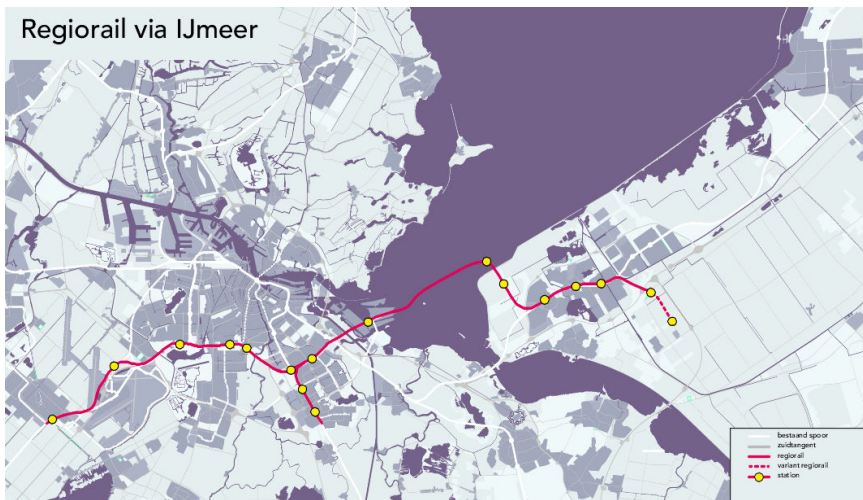 Regiorail via IJmeer
bestaand spoor
zuidtangent
regiorail
variant regiorail
station